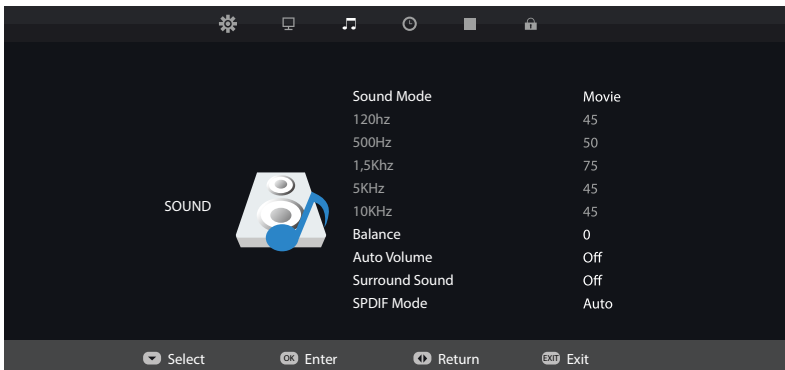 Sound Mode Movie
120hz 45
500Hz 50
1,5Khz 75
5KHz 45
SOUND
10KHz 45
Balance 0
Auto Volume Off
Surround Sound Off
SPDIF Mode Auto
Select OK Enter Return EXIT Exit